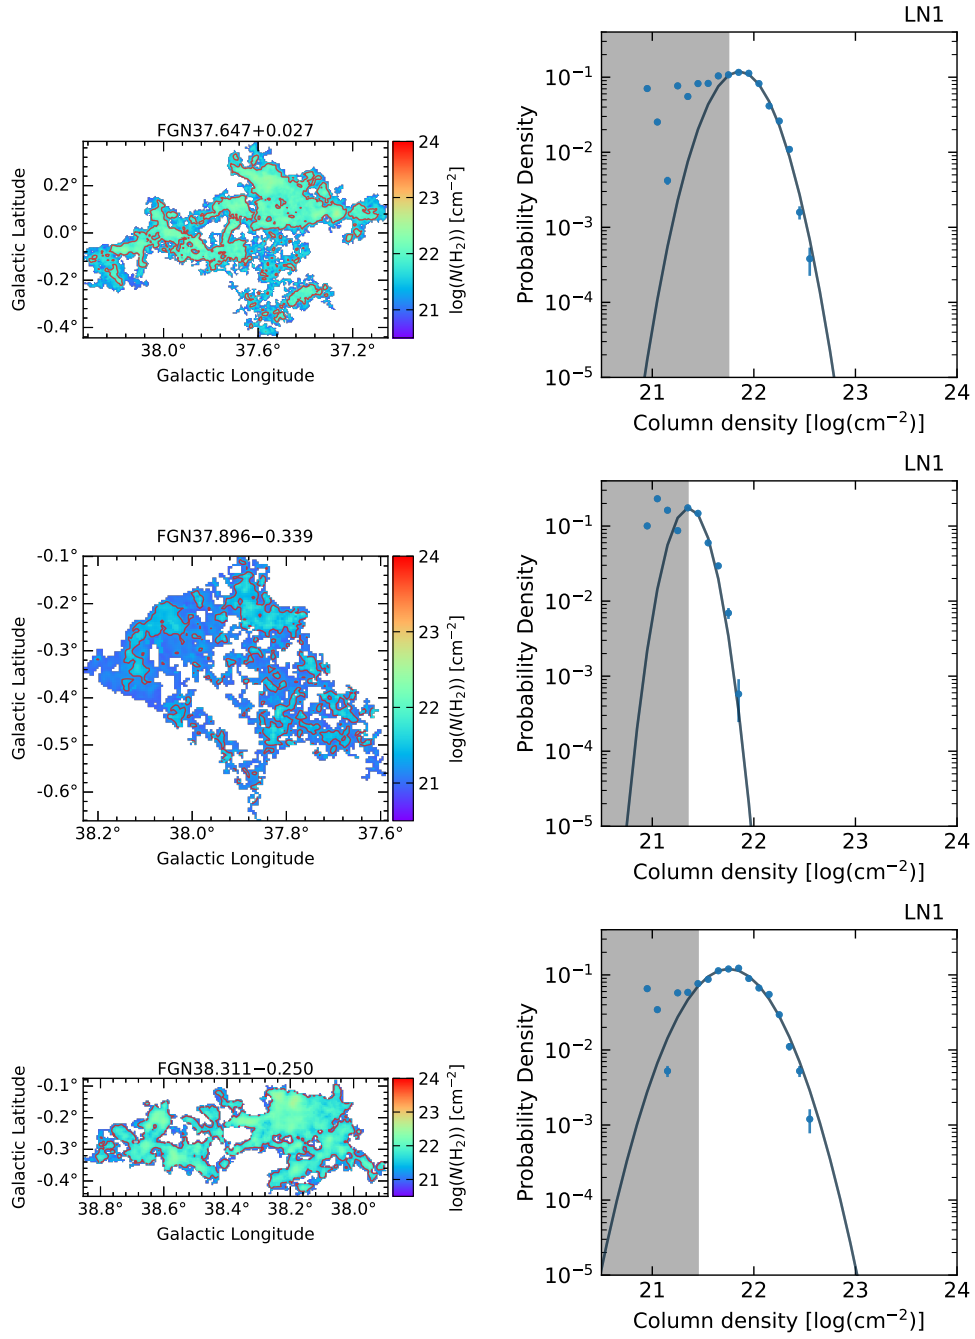 LN1
FGN37.647+0.027
0.2°
0.0°
-0.2°
-0.4°
Galactic Latitude
38.0° 37.6° 37.2°
Galactic Longitude
24
23
22
21
log(N(H₂)) [cm⁻²]
10⁻¹
10⁻²
10⁻³
10⁻⁴
10⁻⁵
Probability Density
21 22 23 24
Column density [log(cm⁻²)]
LN1
FGN37.896−0.339
-0.1°
-0.2°
-0.3°
-0.4°
-0.5°
-0.6°
Galactic Latitude
38.2° 38.0° 37.8° 37.6°
Galactic Longitude
24
23
22
21
log(N(H₂)) [cm⁻²]
10⁻¹
10⁻²
10⁻³
10⁻⁴
10⁻⁵
Probability Density
21 22 23 24
Column density [log(cm⁻²)]
LN1
FGN38.311−0.250
-0.1°
-0.2°
-0.3°
-0.4°
Galactic Latitude
38.8° 38.6° 38.4° 38.2° 38.0°
Galactic Longitude
24
23
22
21
log(N(H₂)) [cm⁻²]
10⁻¹
10⁻²
10⁻³
10⁻⁴
10⁻⁵
Probability Density
21 22 23 24
Column density [log(cm⁻²)]